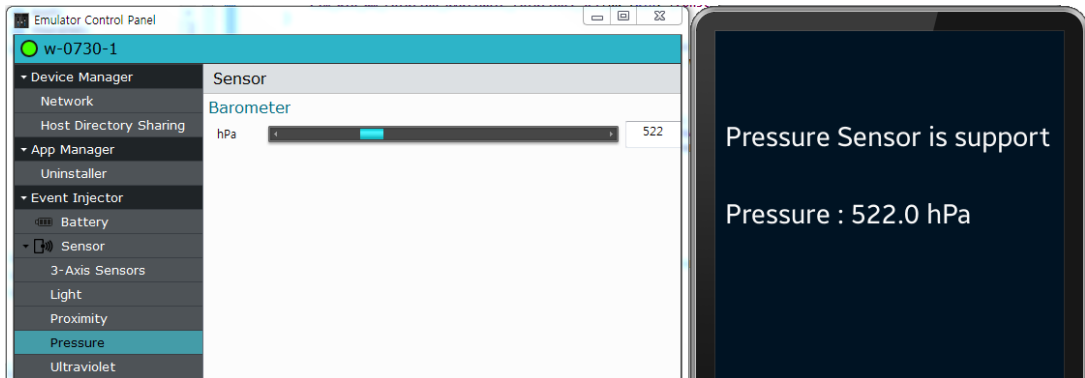 Emulator Control Panel
w-0730-1
Device Manager
Network
Host Directory Sharing
App Manager
Uninstaller
Event Injector
Battery
Sensor
3-Axis Sensors
Light
Proximity
Pressure
Ultraviolet
Sensor
Barometer
hPa
522
Pressure Sensor is support
Pressure : 522.0 hPa